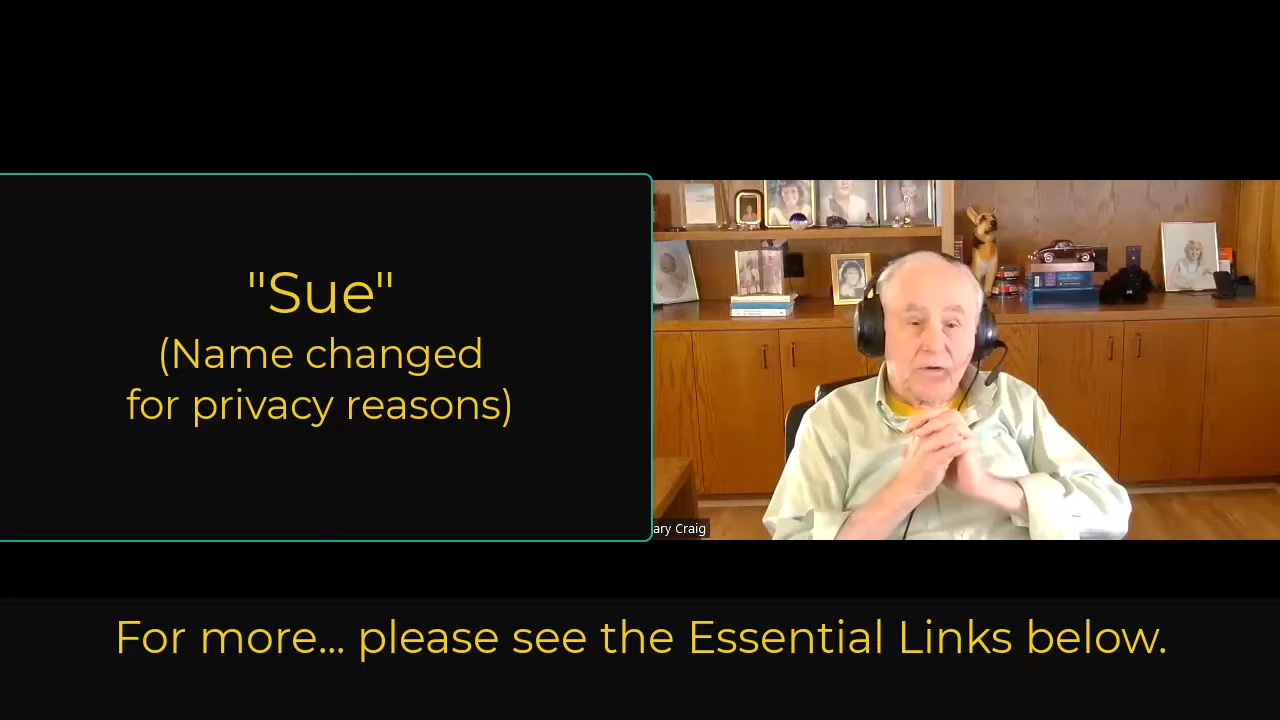 "Sue"
(Name changed
for privacy reasons)
ary Craig
For more... please see the Essential Links below.